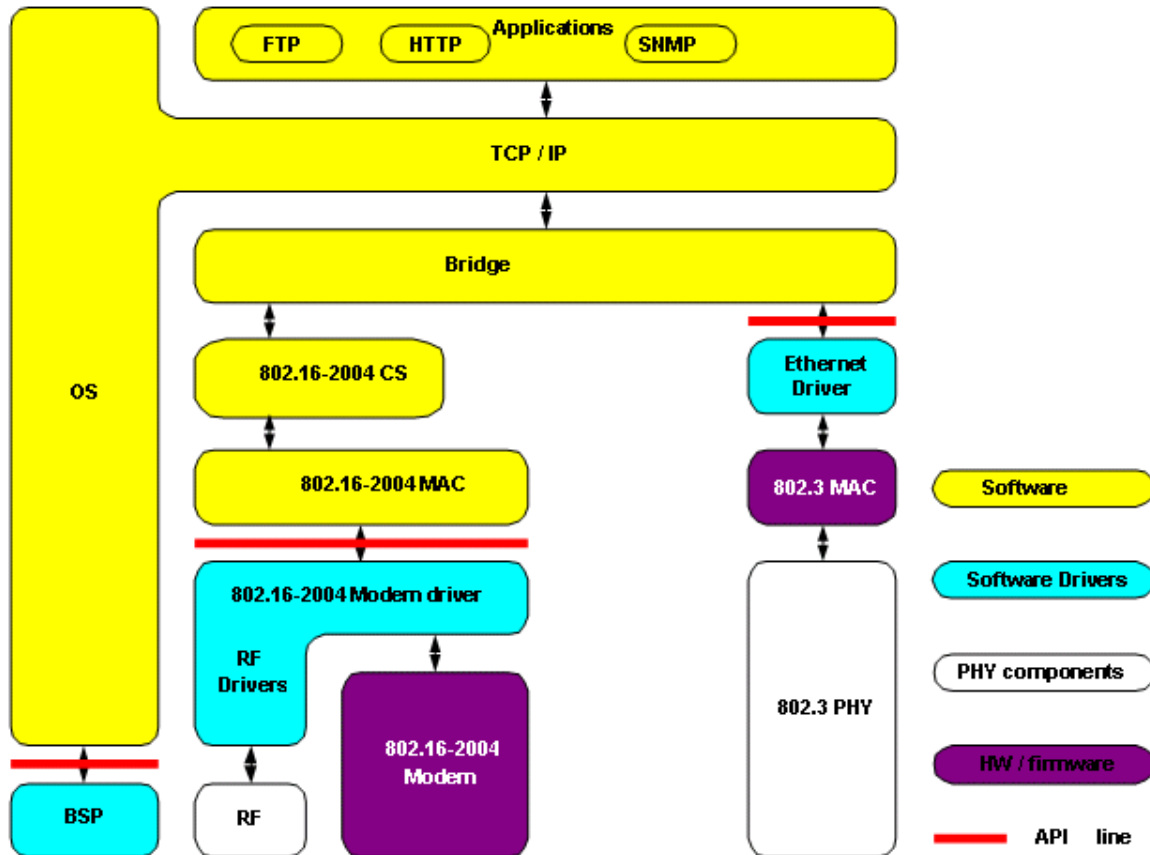 Applications
FTP
HTTP
SNMP
TCP / IP
Bridge
OS
802.16-2004 CS
Ethernet
Driver
802.16-2004 MAC
802.3 MAC
802.16-2004 Modern driver
RF
Drivers
802.16-2004
Modern
802.3 PHY
BSP
RF
Software
Software Drivers
PHY components
HW / firmware
API line